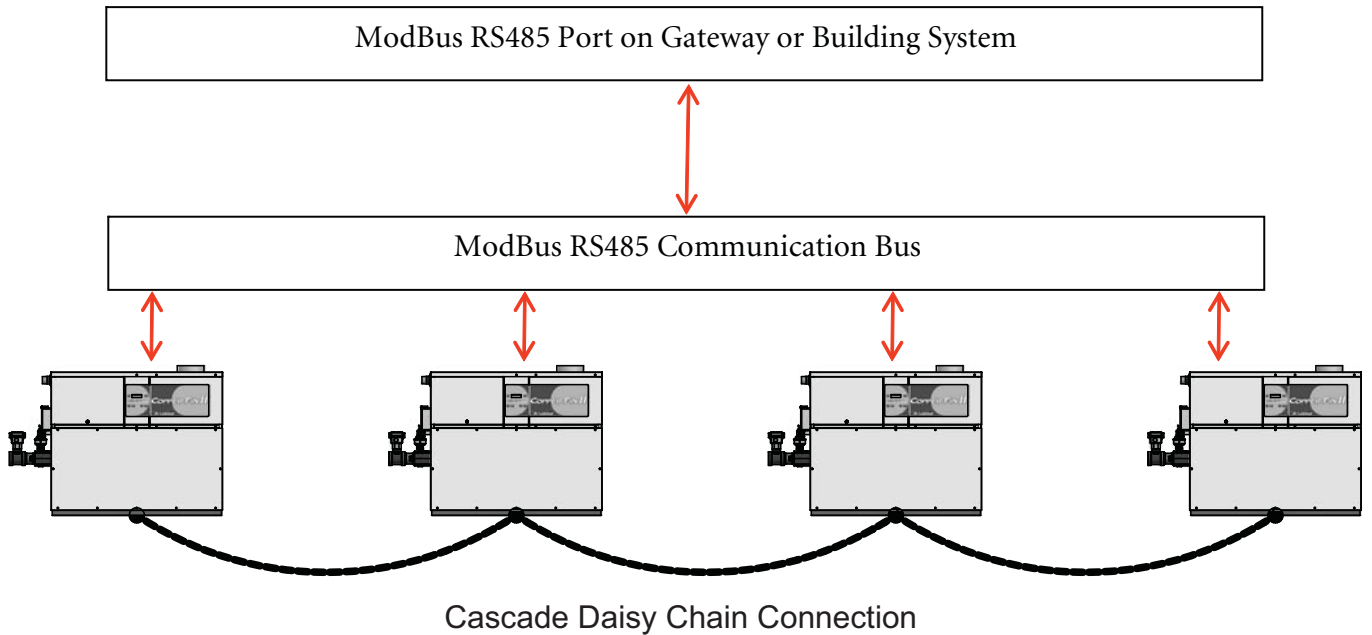 ModBus RS485 Port on Gateway or Building System
ModBus RS485 Communication Bus
Cascade Daisy Chain Connection